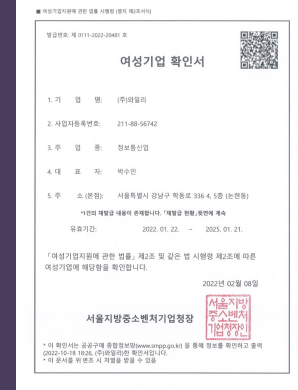 ■ 여성기업지원에 관한 법률 시행령 [별지 제2호서식]
발급번호: 제 0111-2022-20481 호
여성기업 확인서
1. 기 업 명: (주)와일리
2. 사업자등록번호: 211-88-56742
3. 주 업 종: 정보통신업
4. 대 표 자: 박수민
5. 주 소 (본점): 서울특별시 강남구 학동로 336 4, 5층 (논현동)
*1건의 재발급 내용이 존재합니다. 「재발급 현황」뒷면에 계속
유효기간: 2022. 01. 22. ~ 2025. 01. 21.
「여성기업지원에 관한 법률」제2조 및 같은 법 시행령 제2조에 따른
여성기업에 해당함을 확인합니다.
2022년 02월 08일
서울지방중소벤처기업청장
서울지방
중소벤처
기업청장인
* 이 확인서는 공공구매 종합정보망(www.smpp.go.kr) 을 통해 정보를 확인하고 출력
(2022-10-18 18:26, (주)와일리)한 확인서입니다.
* 이 문서를 위·변조 시 처벌을 받을 수 있음